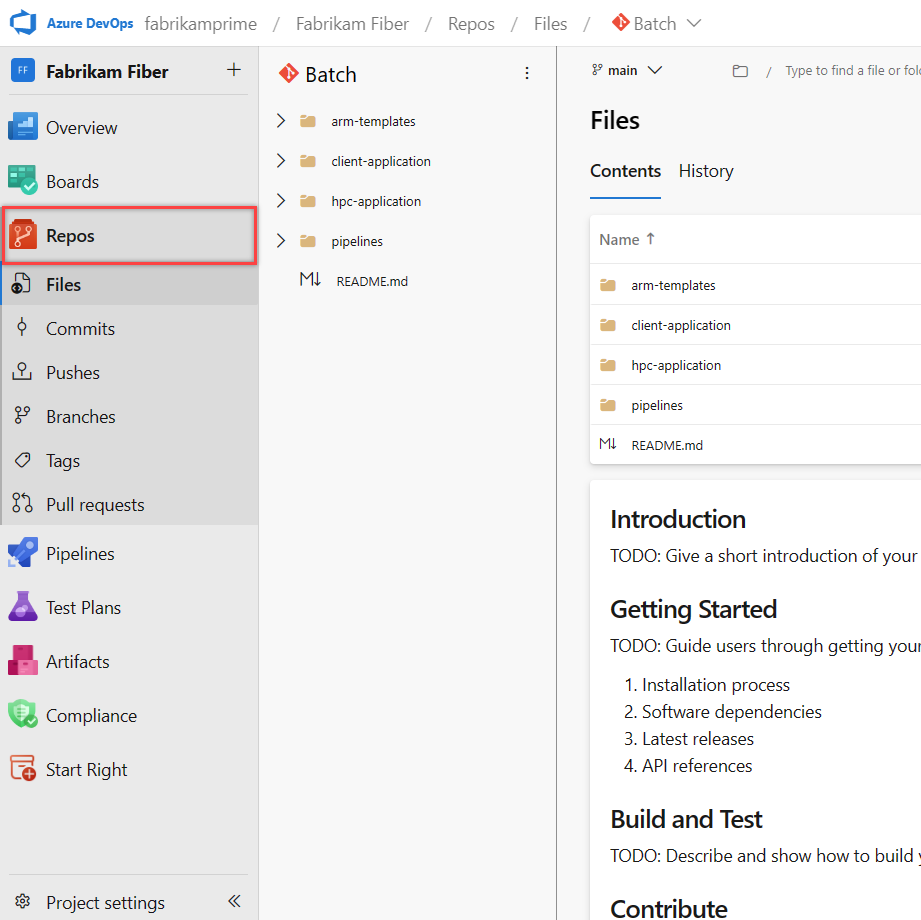 Azure DevOps fabrikamprime / Fabrikam Fiber / Repos / Files / Batch
FF Fabrikam Fiber +
Overview
Boards
Repos
Files
Commits
Pushes
Branches
Tags
Pull requests
Pipelines
Test Plans
Artifacts
Compliance
Start Right
Project settings
Batch
arm-templates
client-application
hpc-application
pipelines
M↓ README.md
main / Type to find a file or fol
Files
Contents History
Name ↑
arm-templates
client-application
hpc-application
pipelines
M↓ README.md
Introduction
TODO: Give a short introduction of your
Getting Started
TODO: Guide users through getting your
1. Installation process
2. Software dependencies
3. Latest releases
4. API references
Build and Test
TODO: Describe and show how to build
Contribute